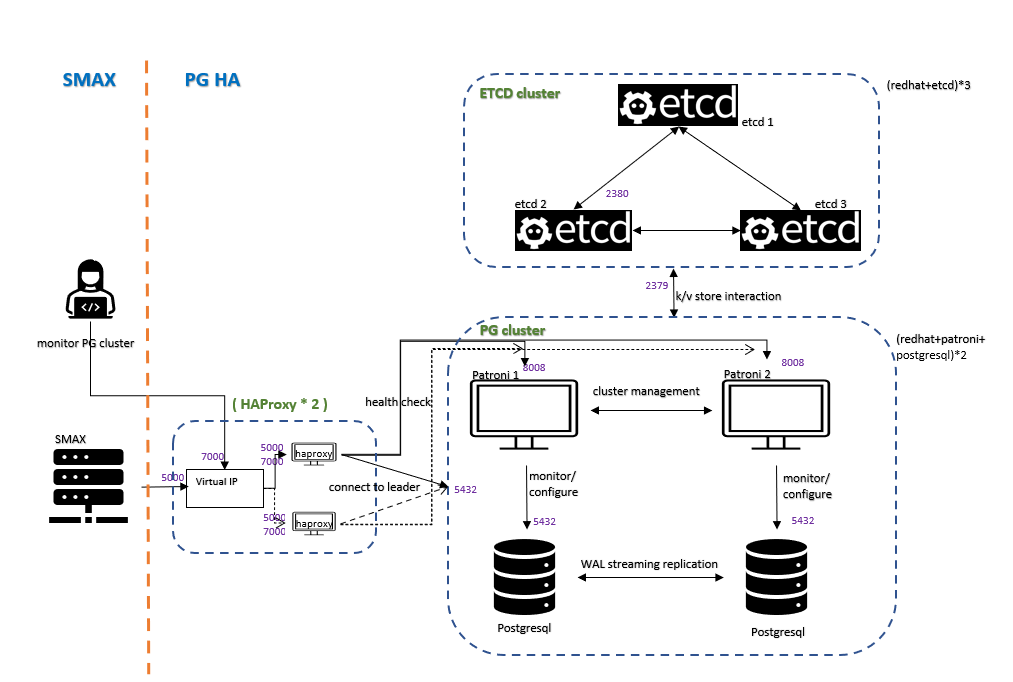 SMAX
PG HA
ETCD cluster
(redhat+etcd)*3
etcd
etcd 1
2380
etcd 2
etcd 3
etcd
etcd
2379
k/v store interaction
monitor PG cluster
PG cluster
(redhat+patroni+
postgresql)*2
8008
8008
Patroni 1
Patroni 2
cluster management
health check
( HAProxy * 2 )
SMAX
7000
5000
7000
haproxy
5000
Virtual IP
connect to leader
5432
monitor/
configure
monitor/
configure
5000
7000
haproxy
5432
5432
WAL streaming replication
Postgresql
Postgresql